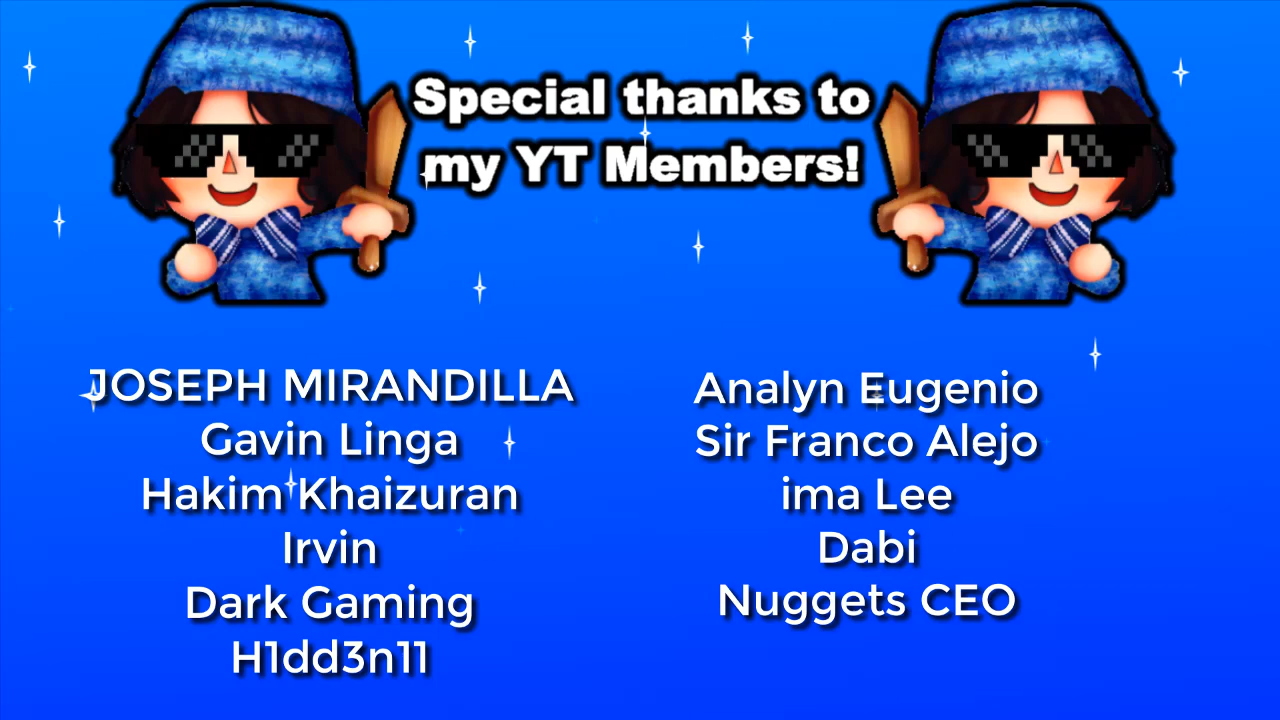 Special thanks to
my YT Members!
JOSEPH MIRANDILLA
Gavin Linga
Hakim Khaizuran
Irvin
Dark Gaming
H1dd3n11
Analyn Eugenio
Sir Franco Alejo
ima Lee
Dabi
Nuggets CEO